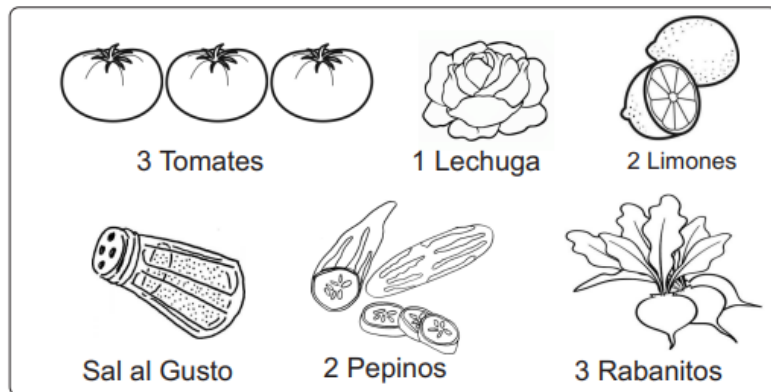 3 Tomates
1 Lechuga
2 Limones
Sal al Gusto
2 Pepinos
3 Rabanitos